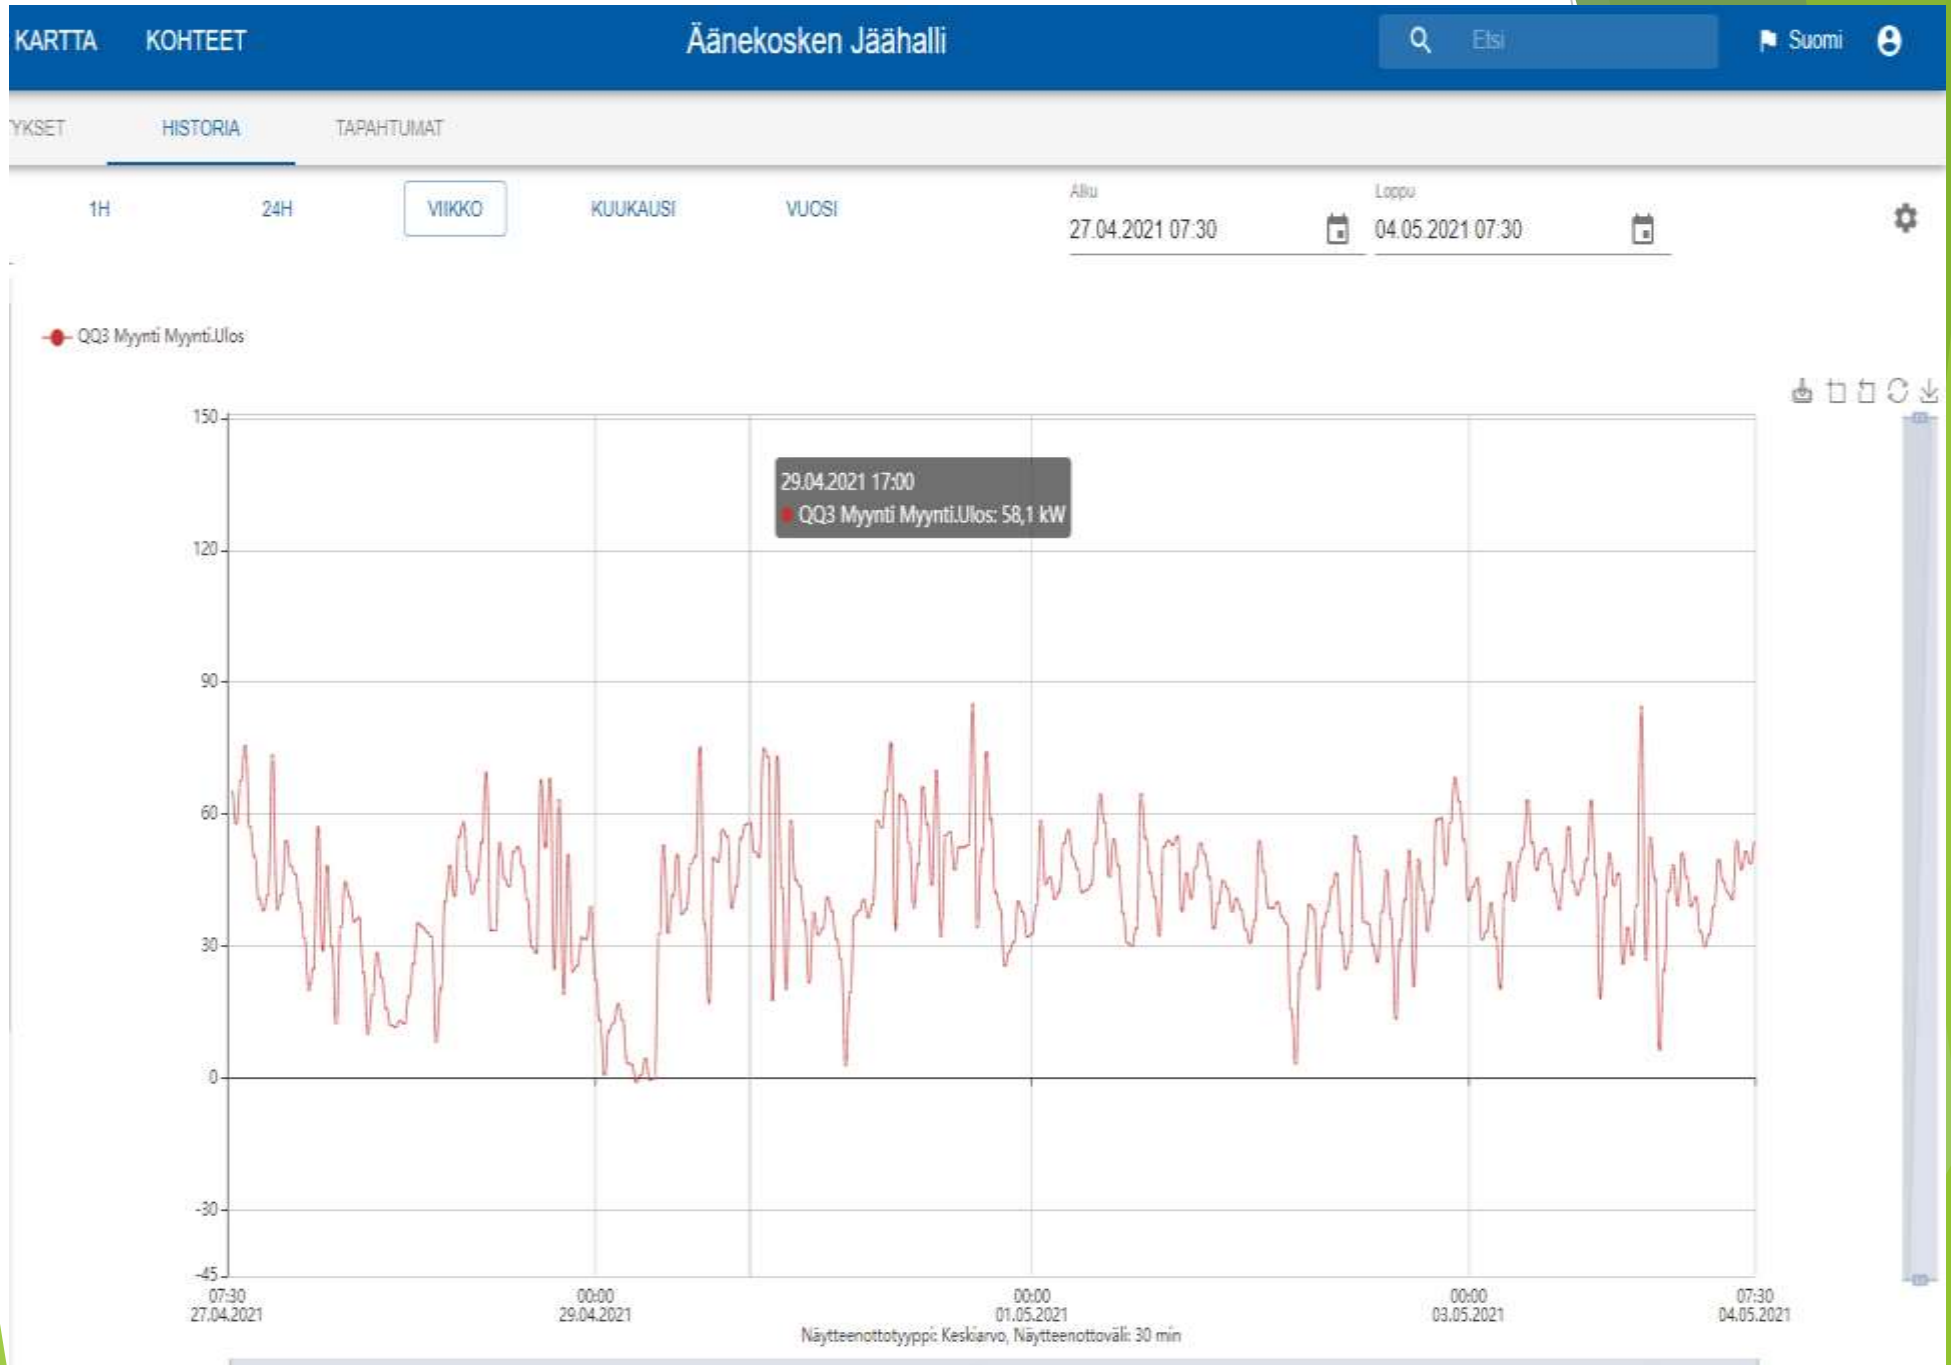 KARTTA KOHTEET Äänekosken Jäähalli Etsi Suomi
YKSET HISTORIA TAPAHTUMAT
1H 24H VIIKKO KUUKAUSI VUOSI
Alku Loppu
27.04.2021 07:30 04.05.2021 07:30
QQ3 Myynti Myynti.Ulos
150
29.04.2021 17:00
QQ3 Myynti Myynti.Ulos: 58,1 kW
120
90
60
30
0
-30
-45
07:30 00:00 00:00 00:00 07:30
27.04.2021 29.04.2021 01.05.2021 03.05.2021 04.05.2021
Näytteenottotyyppi: Keskiarvo, Näytteenottoväli: 30 min